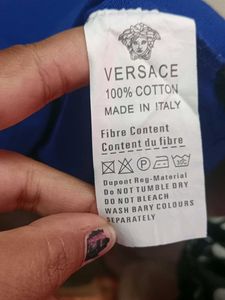 VERSACE
100% COTTON
MADE IN ITALY
Fibre Content
Content du fibre
Dupont Reg-Material
DO NOT TUMBLE DRY
DO NOT BLEACH
WASH BARY COLOURS
SEPARATELY